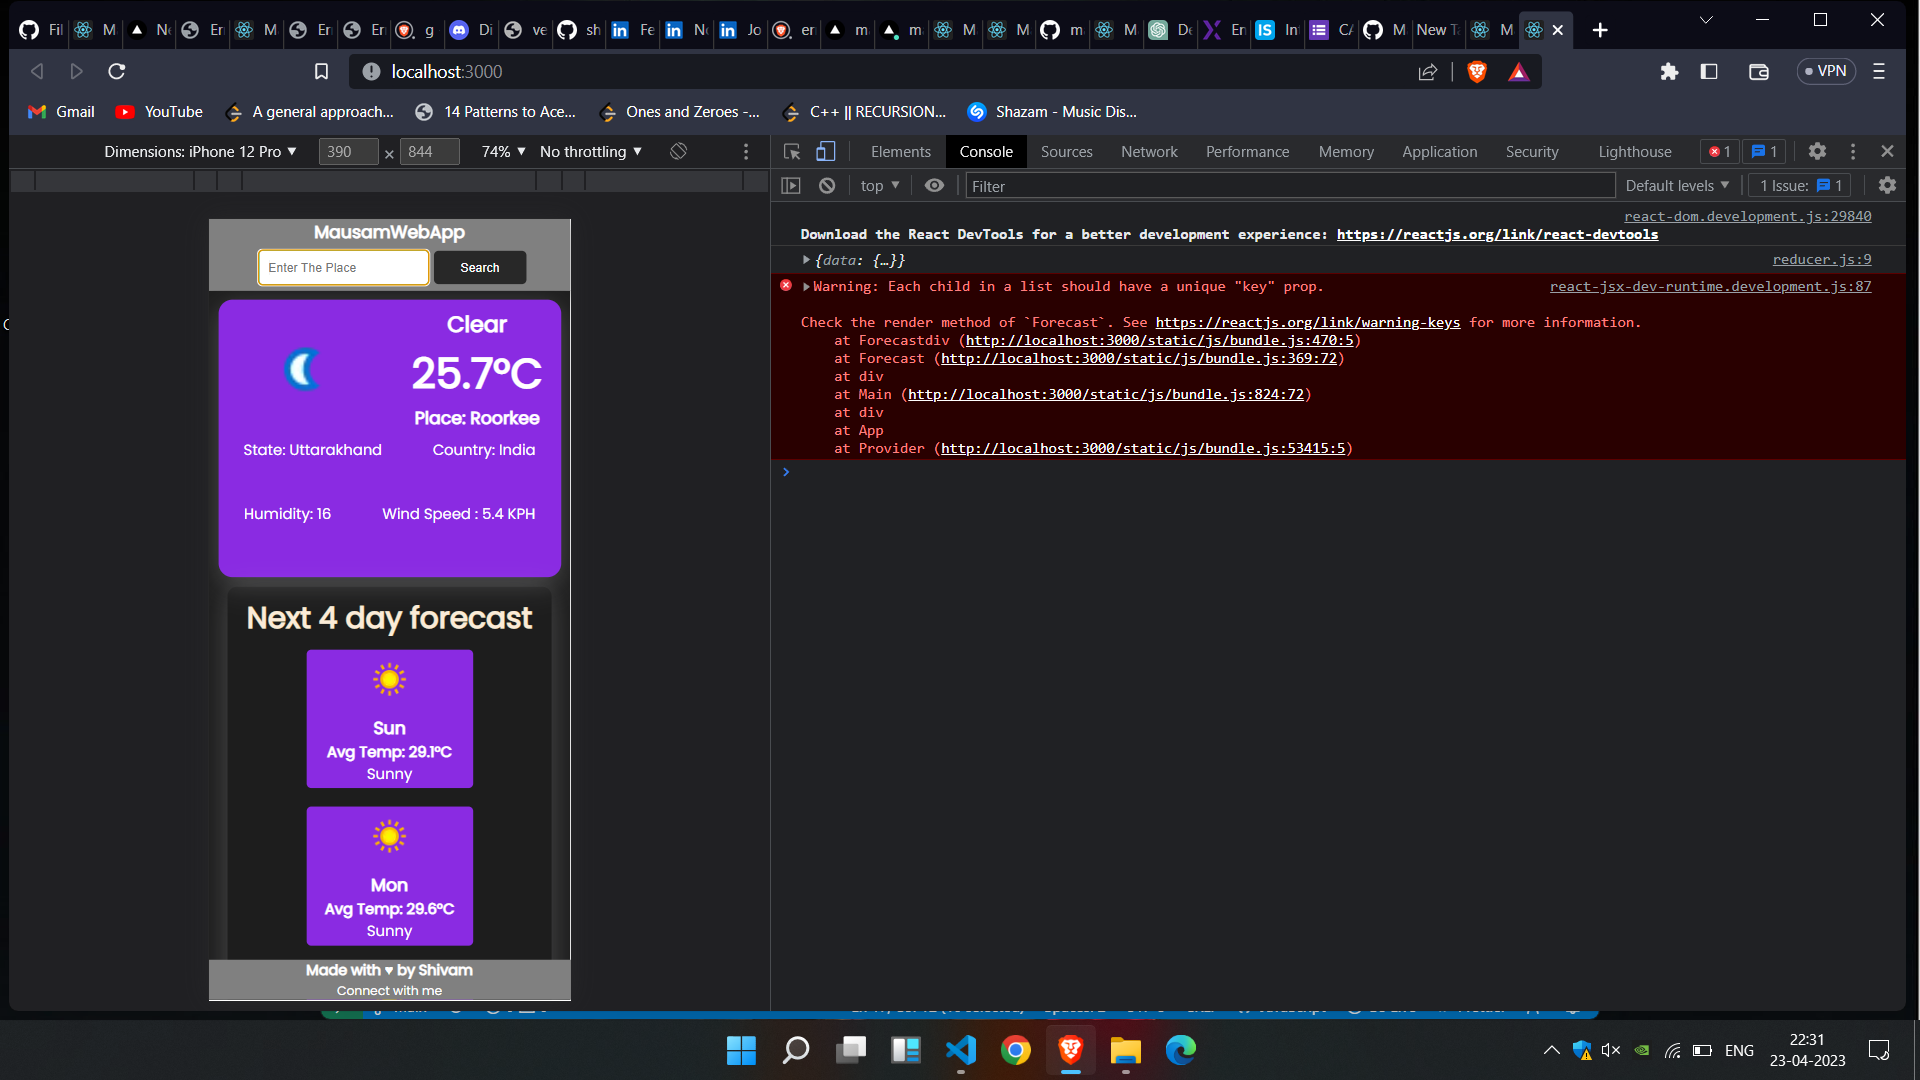 Fil
M
Ne
Er
M
Er
Er
g
Di
ve
sh
Fe
Ne
Jo
er
m
m
M
M
m
M
De
En
In
CA
M
New Ta
M
localhost:3000
VPN
Gmail
YouTube
A general approach...
14 Patterns to Ace...
Ones and Zeroes -...
C++ || RECURSION...
Shazam - Music Dis...
Dimensions: iPhone 12 Pro ▼
390 × 844
74% ▼
No throttling ▼
Elements
Console
Sources
Network
Performance
Memory
Application
Security
Lighthouse
1
1
top ▼
Filter
Default levels ▼
1 Issue: 1
MausamWebApp
Enter The Place
Search
Clear
25.7°C
Place: Roorkee
State: Uttarakhand
Country: India
Humidity: 16
Wind Speed : 5.4 KPH
Next 4 day forecast
Sun
Avg Temp: 29.1°C
Sunny
Mon
Avg Temp: 29.6°C
Sunny
Made with ♥ by Shivam
Connect with me
react-dom.development.js:29840
Download the React DevTools for a better development experience: https://reactjs.org/link/react-devtools
▶{data: {…}}
reducer.js:9
▶Warning: Each child in a list should have a unique "key" prop.
react-jsx-dev-runtime.development.js:87
Check the render method of `Forecast`. See https://reactjs.org/link/warning-keys for more information.
at Forecastdiv (http://localhost:3000/static/js/bundle.js:470:5)
at Forecast (http://localhost:3000/static/js/bundle.js:369:72)
at div
at Main (http://localhost:3000/static/js/bundle.js:824:72)
at div
at App
at Provider (http://localhost:3000/static/js/bundle.js:53415:5)
ENG
22:31
23-04-2023